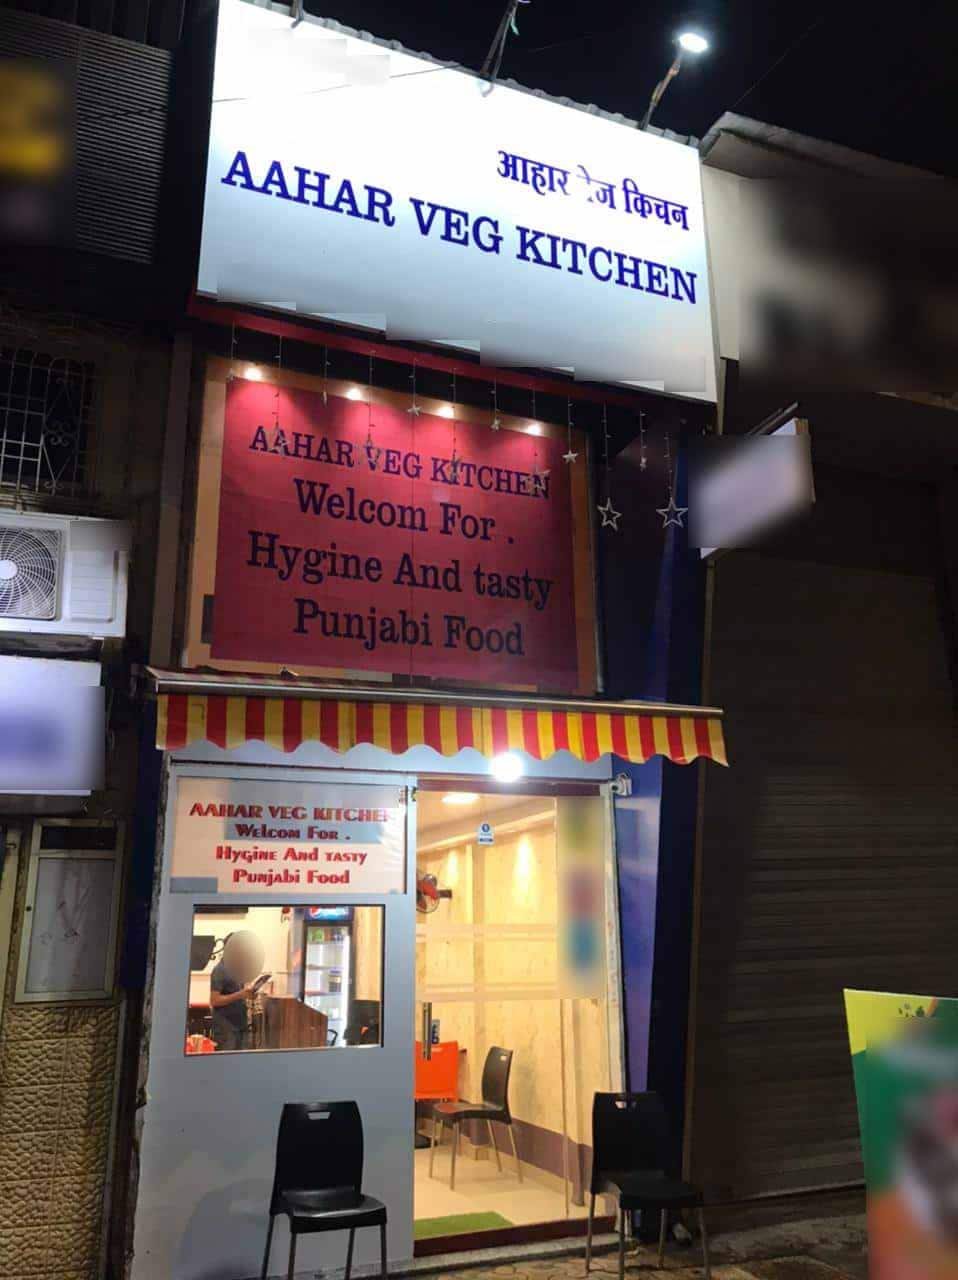 आहार वेज किचन
AAHAR VEG KITCHEN
AAHAR VEG KITCHEN
Welcom For .
Hygine And tasty
Punjabi Food
AAHAR VEG KITCHEN
Welcom For .
Hygine And tasty
Punjabi Food